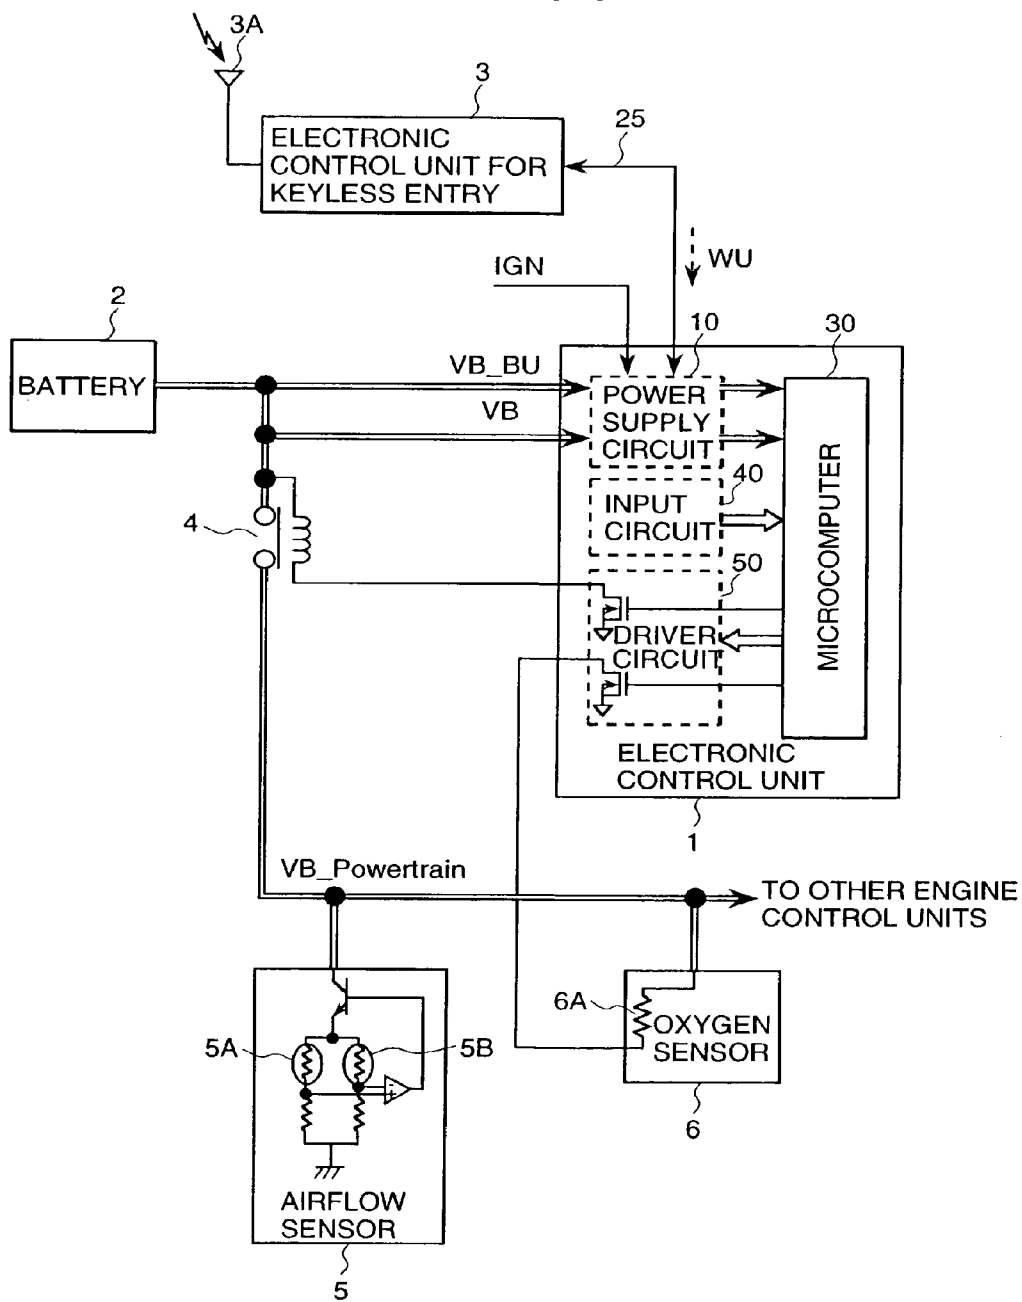 3A
3
ELECTRONIC
CONTROL UNIT FOR
KEYLESS ENTRY
25
WU
IGN
2
BATTERY
VB_BU
VB
10
30
POWER
SUPPLY
CIRCUIT
40
INPUT
CIRCUIT
MICROCOMPUTER
4
50
DRIVER
CIRCUIT
ELECTRONIC
CONTROL UNIT
1
VB_Powertrain
TO OTHER ENGINE
CONTROL UNITS
5A
5B
6A
OXYGEN
SENSOR
6
AIRFLOW
SENSOR
5